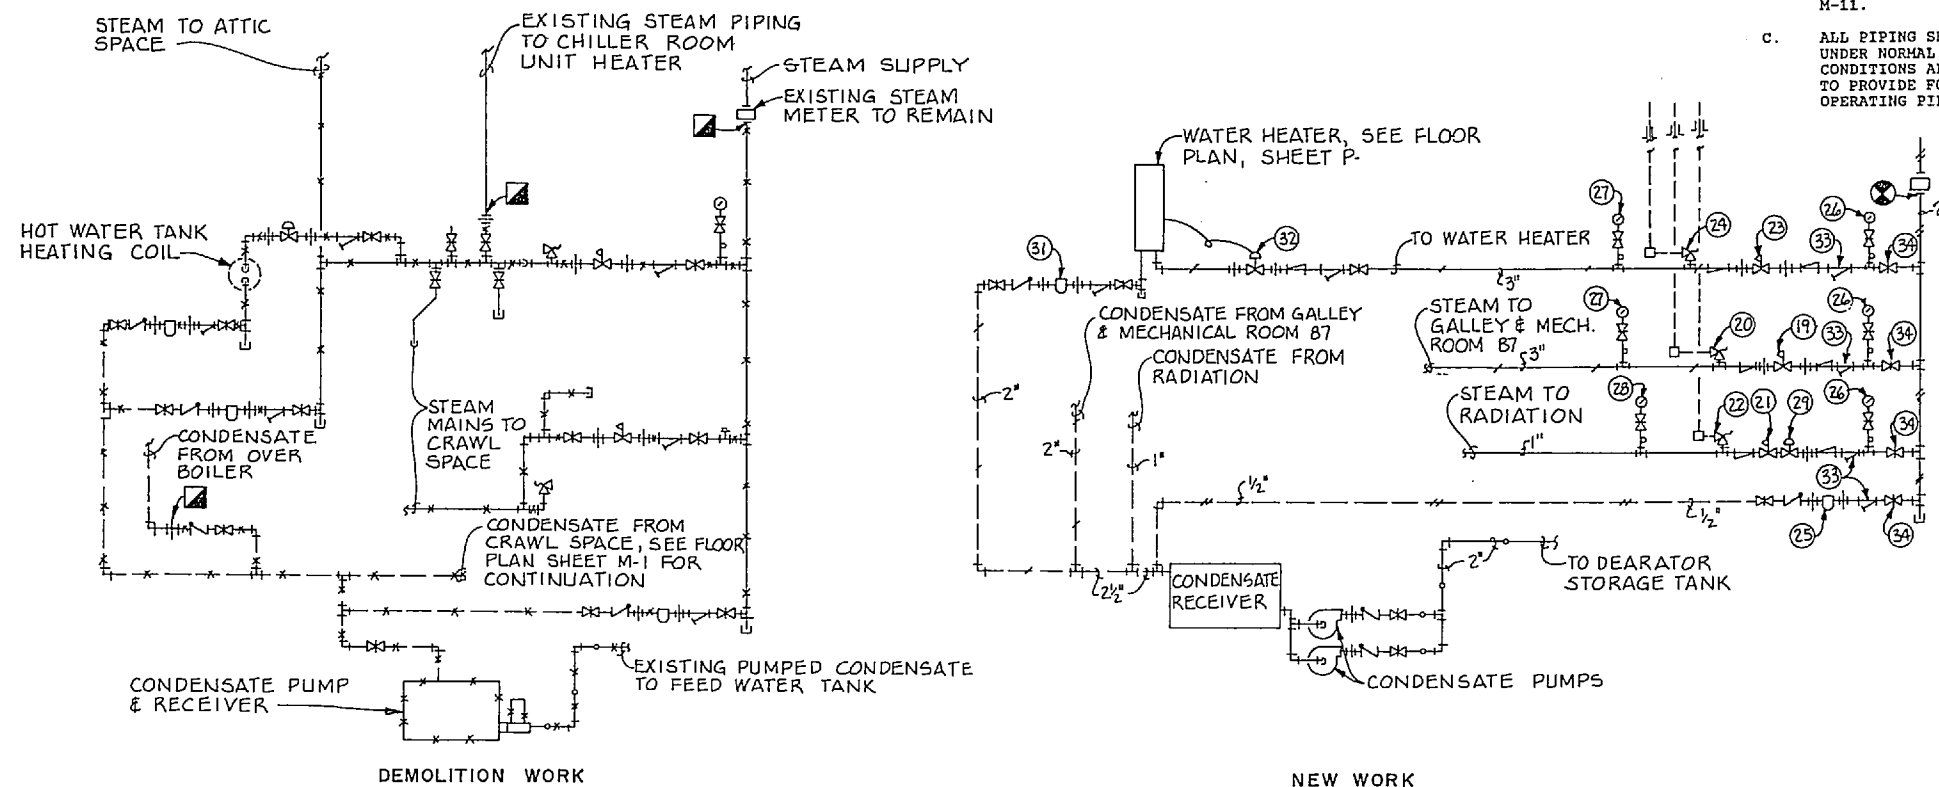 STEAM TO ATTIC
SPACE
EXISTING STEAM PIPING
TO CHILLER ROOM
UNIT HEATER
STEAM SUPPLY
EXISTING STEAM
METER TO REMAIN
HOT WATER TANK
HEATING COIL
STEAM
MAINS TO
CRAWL
SPACE
CONDENSATE
FROM OVER
BOILER
CONDENSATE FROM
CRAWL SPACE, SEE FLOOR
PLAN SHEET M-1 FOR
CONTINUATION
EXISTING PUMPED CONDENSATE
TO FEED WATER TANK
CONDENSATE PUMP
& RECEIVER
DEMOLITION WORK
M-11.
C.
ALL PIPING
UNDER NORMAL
CONDITIONS
TO PROVIDE
OPERATING
WATER HEATER, SEE FLOOR
PLAN, SHEET P-
27
24
23
26
33
34
31
32
TO WATER HEATER
3"
CONDENSATE FROM GALLEY
& MECHANICAL ROOM B7
CONDENSATE FROM
RADIATION
STEAM TO
GALLEY & MECH.
ROOM B7
3"
27
20
19
33
26
34
STEAM TO
RADIATION
1"
28
22
21
29
26
34
33
2"
2"
1"
1/2"
1/2"
25
34
2 1/2"
CONDENSATE
RECEIVER
2"
TO DEARATOR
STORAGE TANK
CONDENSATE PUMPS
NEW WORK